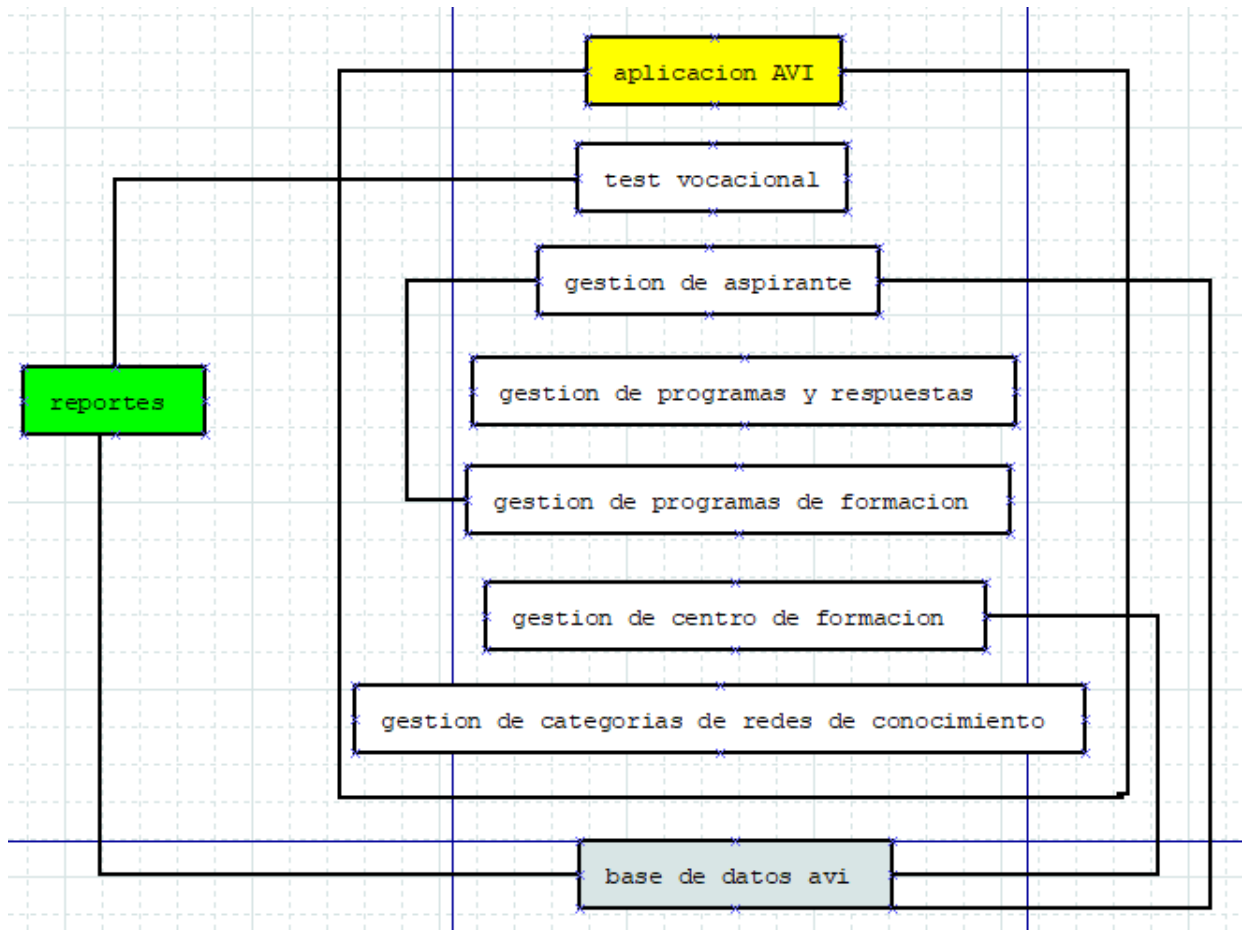 aplicacion AVI
test vocacional
gestion de aspirante
gestion de programas y respuestas
reportes
gestion de programas de formacion
gestion de centro de formacion
gestion de categorias de redes de conocimiento
base de datos avi